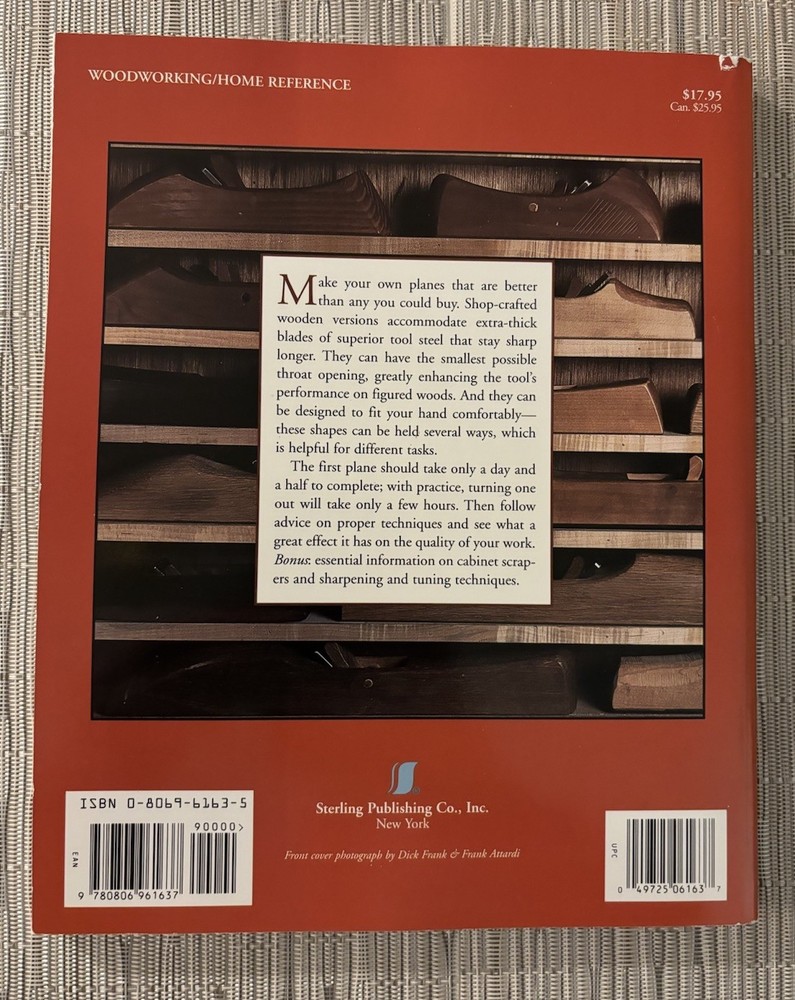 WOODWORKING/HOME REFERENCE
$17.95
Can. $25.95
Make your own planes that are better
than any you could buy. Shop-crafted
wooden versions accommodate extra-thick
blades of superior tool steel that stay sharp
longer. They can have the smallest possible
throat opening, greatly enhancing the tool's
performance on figured woods. And they can
be designed to fit your hand comfortably—
these shapes can be held several ways, which
is helpful for different tasks.
The first plane should take only a day and
a half to complete; with practice, turning one
out will take only a few hours. Then follow
advice on proper techniques and see what a
great effect it has on the quality of your work.
Bonus: essential information on cabinet scrap-
ers and sharpening and tuning techniques.
Sterling Publishing Co., Inc.
New York
Front cover photograph by Dick Frank & Frank Attardi
ISBN 0-8069-6163-5
90000>
EAN
9 780806 961637
UPC
0 49725 06163 7